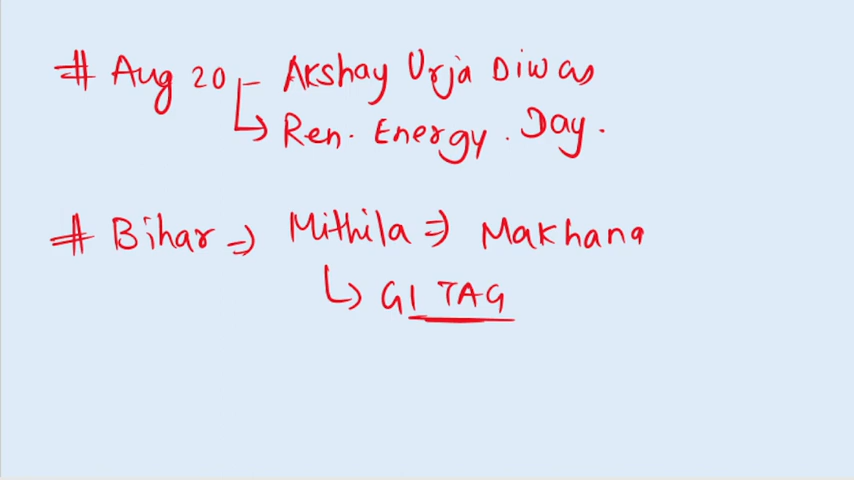 # Aug 20 - Akshay Urja Diwas
↳ Ren. Energy. Day.
# Bihar ⇒ Mithila ⇒ Makhana
↳ GI TAG